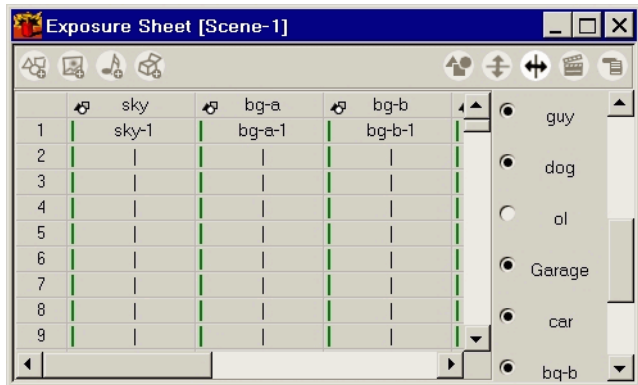 Exposure Sheet [Scene-1]
sky bg-a bg-b
1 sky-1 bg-a-1 bg-b-1
2
3
4
5
6
7
8
9
guy
dog
ol
Garage
car
bg-b